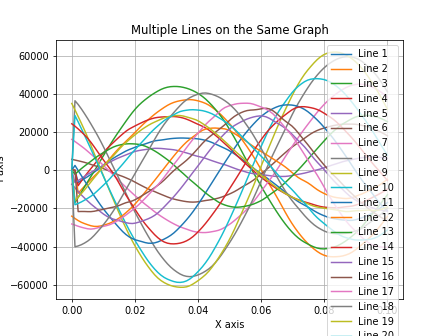 Multiple Lines on the Same Graph
60000
40000
20000
0
−20000
−40000
−60000
0.00
0.02
0.04
0.06
X axis
Line 1
Line 2
Line 3
Line 4
Line 5
Line 6
Line 7
Line 8
Line 9
Line 10
Line 11
Line 12
Line 13
Line 14
Line 15
Line 16
Line 17
Line 18
Line 19
Line 20